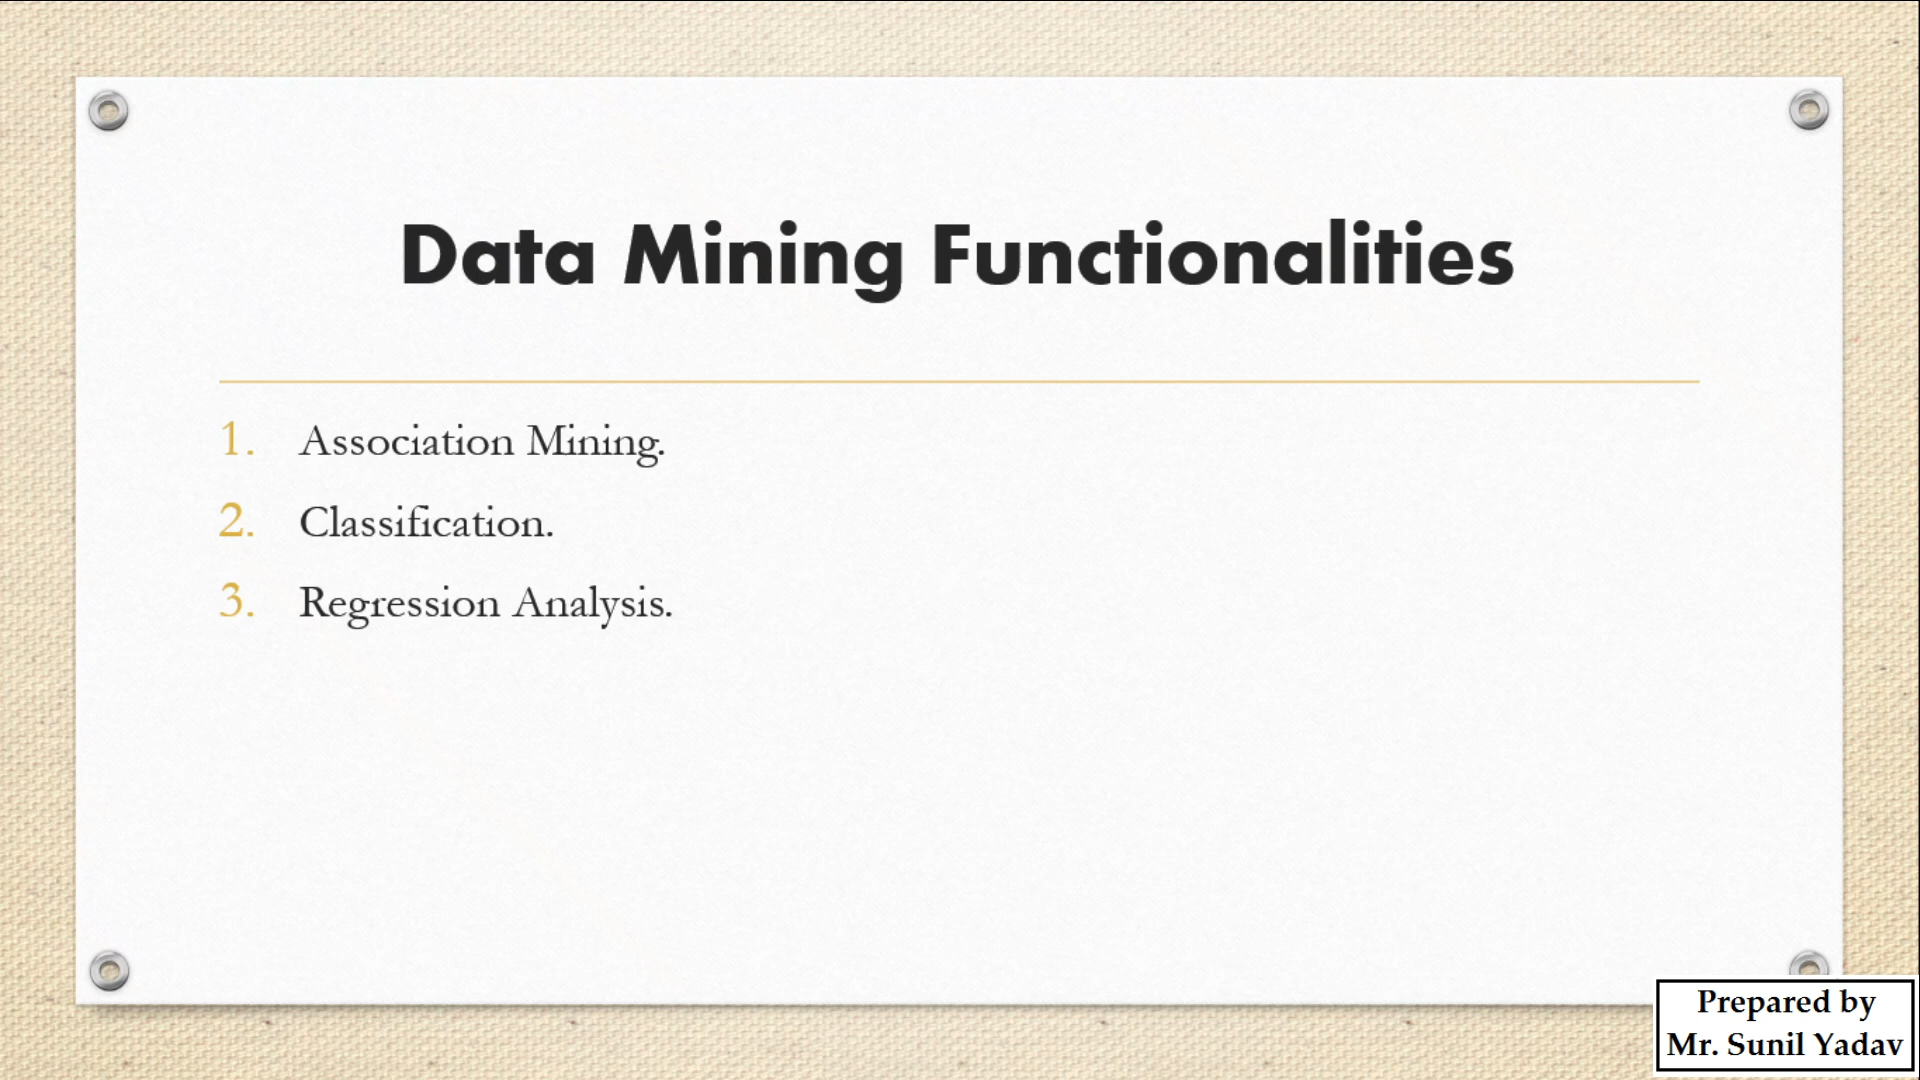 Data Mining Functionalities
1. Association Mining.
2. Classification.
3. Regression Analysis.
Prepared by
Mr. Sunil Yadav